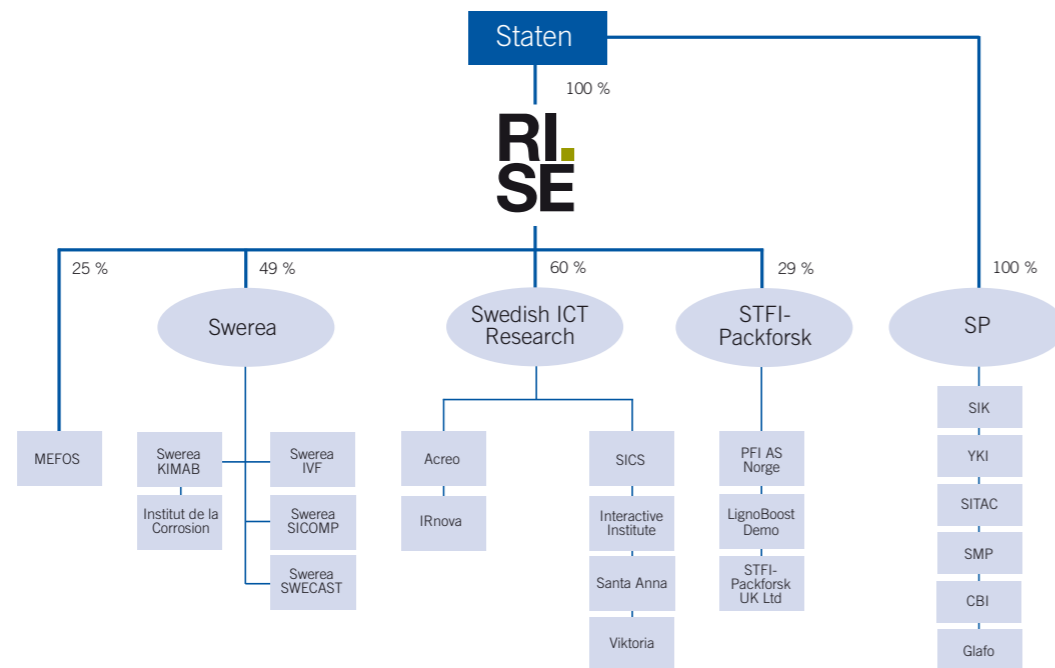 Staten
100 %
RI.
SE
25 %
49 %
60 %
29 %
100 %
Swerea
Swedish ICT
Research
STFI-
Packforsk
SP
MEFOS
Swerea
KIMAB
Institut de la
Corrosion
Swerea
IVF
Swerea
SICOMP
Swerea
SWECAST
Acreo
IRnova
SICS
Interactive
Institute
Santa Anna
Viktoria
PFI AS
Norge
LignoBoost
Demo
STFI-
Packforsk
UK Ltd
SIK
YKI
SITAC
SMP
CBI
Glafo